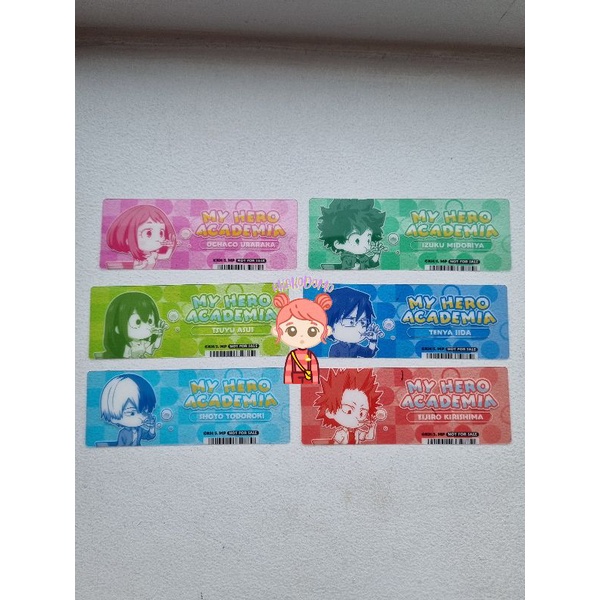 MY HERO
ACADEMIA
OCHACO URARAKA
NOT FOR SALE
MY HERO
ACADEMIA
IZUKU MIDORIYA
NOT FOR SALE
MY HERO
ACADEMIA
TSUYU ASUI
NOT FOR SALE
MY HERO
ACADEMIA
TENYA IIDA
NOT FOR SALE
MY HERO
ACADEMIA
SHOTO TODOROKI
NOT FOR SALE
MY HERO
ACADEMIA
EIJIRO KIRISHIMA
NOT FOR SALE